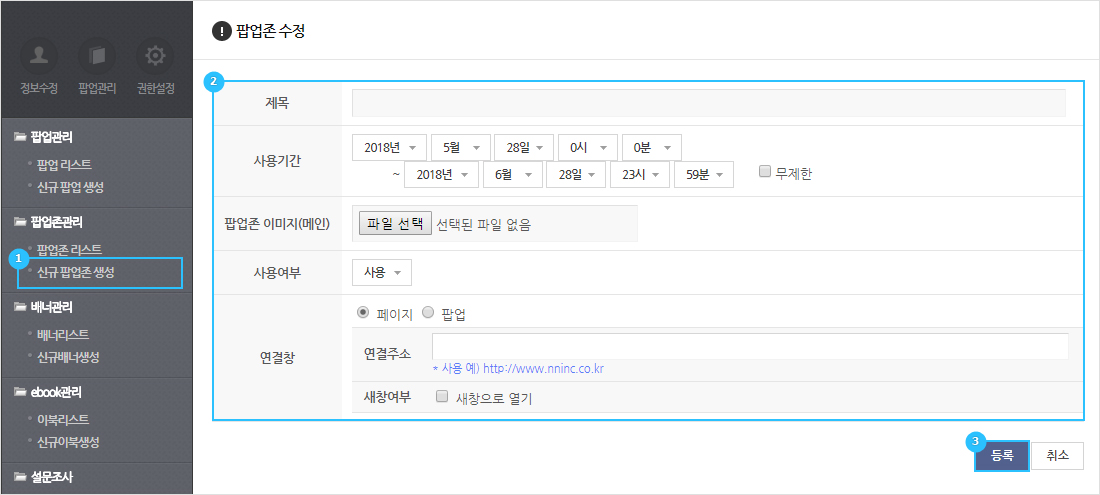 정보수정 팝업관리 권한설정
팝업관리
팝업 리스트
신규 팝업 생성
팝업존관리
팝업존 리스트
1
신규 팝업존 생성
배너관리
배너리스트
신규배너생성
ebook관리
이북리스트
신규이북생성
설문조사
! 팝업존 수정
2
제목
사용기간 2018년 5월 28일 0시 0분
~ 2018년 6월 28일 23시 59분 무제한
팝업존 이미지(메인) 파일 선택 선택된 파일 없음
사용여부 사용
연결창 페이지 팝업
연결주소
* 사용 예) http://www.nninc.co.kr
새창여부 새창으로 열기
3
등록 취소